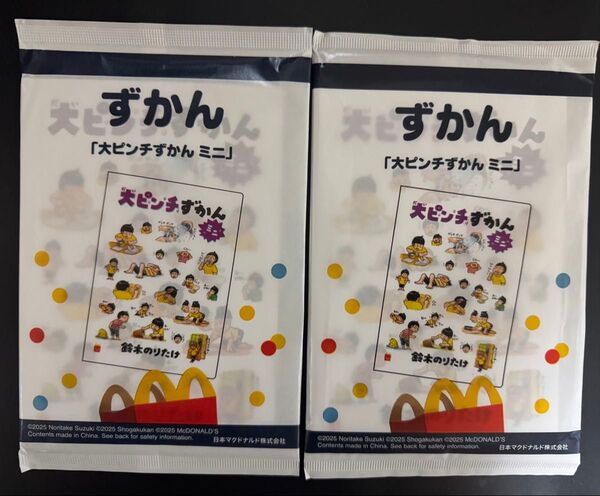 ずかん
「大ピンチずかん ミニ」
大ピンチずかん
ミニ
鈴木のりたけ
©2025 Noritake Suzuki ©2025 Shogakukan ©2025 McDONALD'S
Contents made in China. See back for safety information.
日本マクドナルド株式会社
ずかん
「大ピンチずかん ミニ」
大ピンチずかん
ミニ
鈴木のりたけ
©2025 Noritake Suzuki ©2025 Shogakukan ©2025 McDONALD'S
Contents made in China. See back for safety information.
日本マクドナルド株式会社